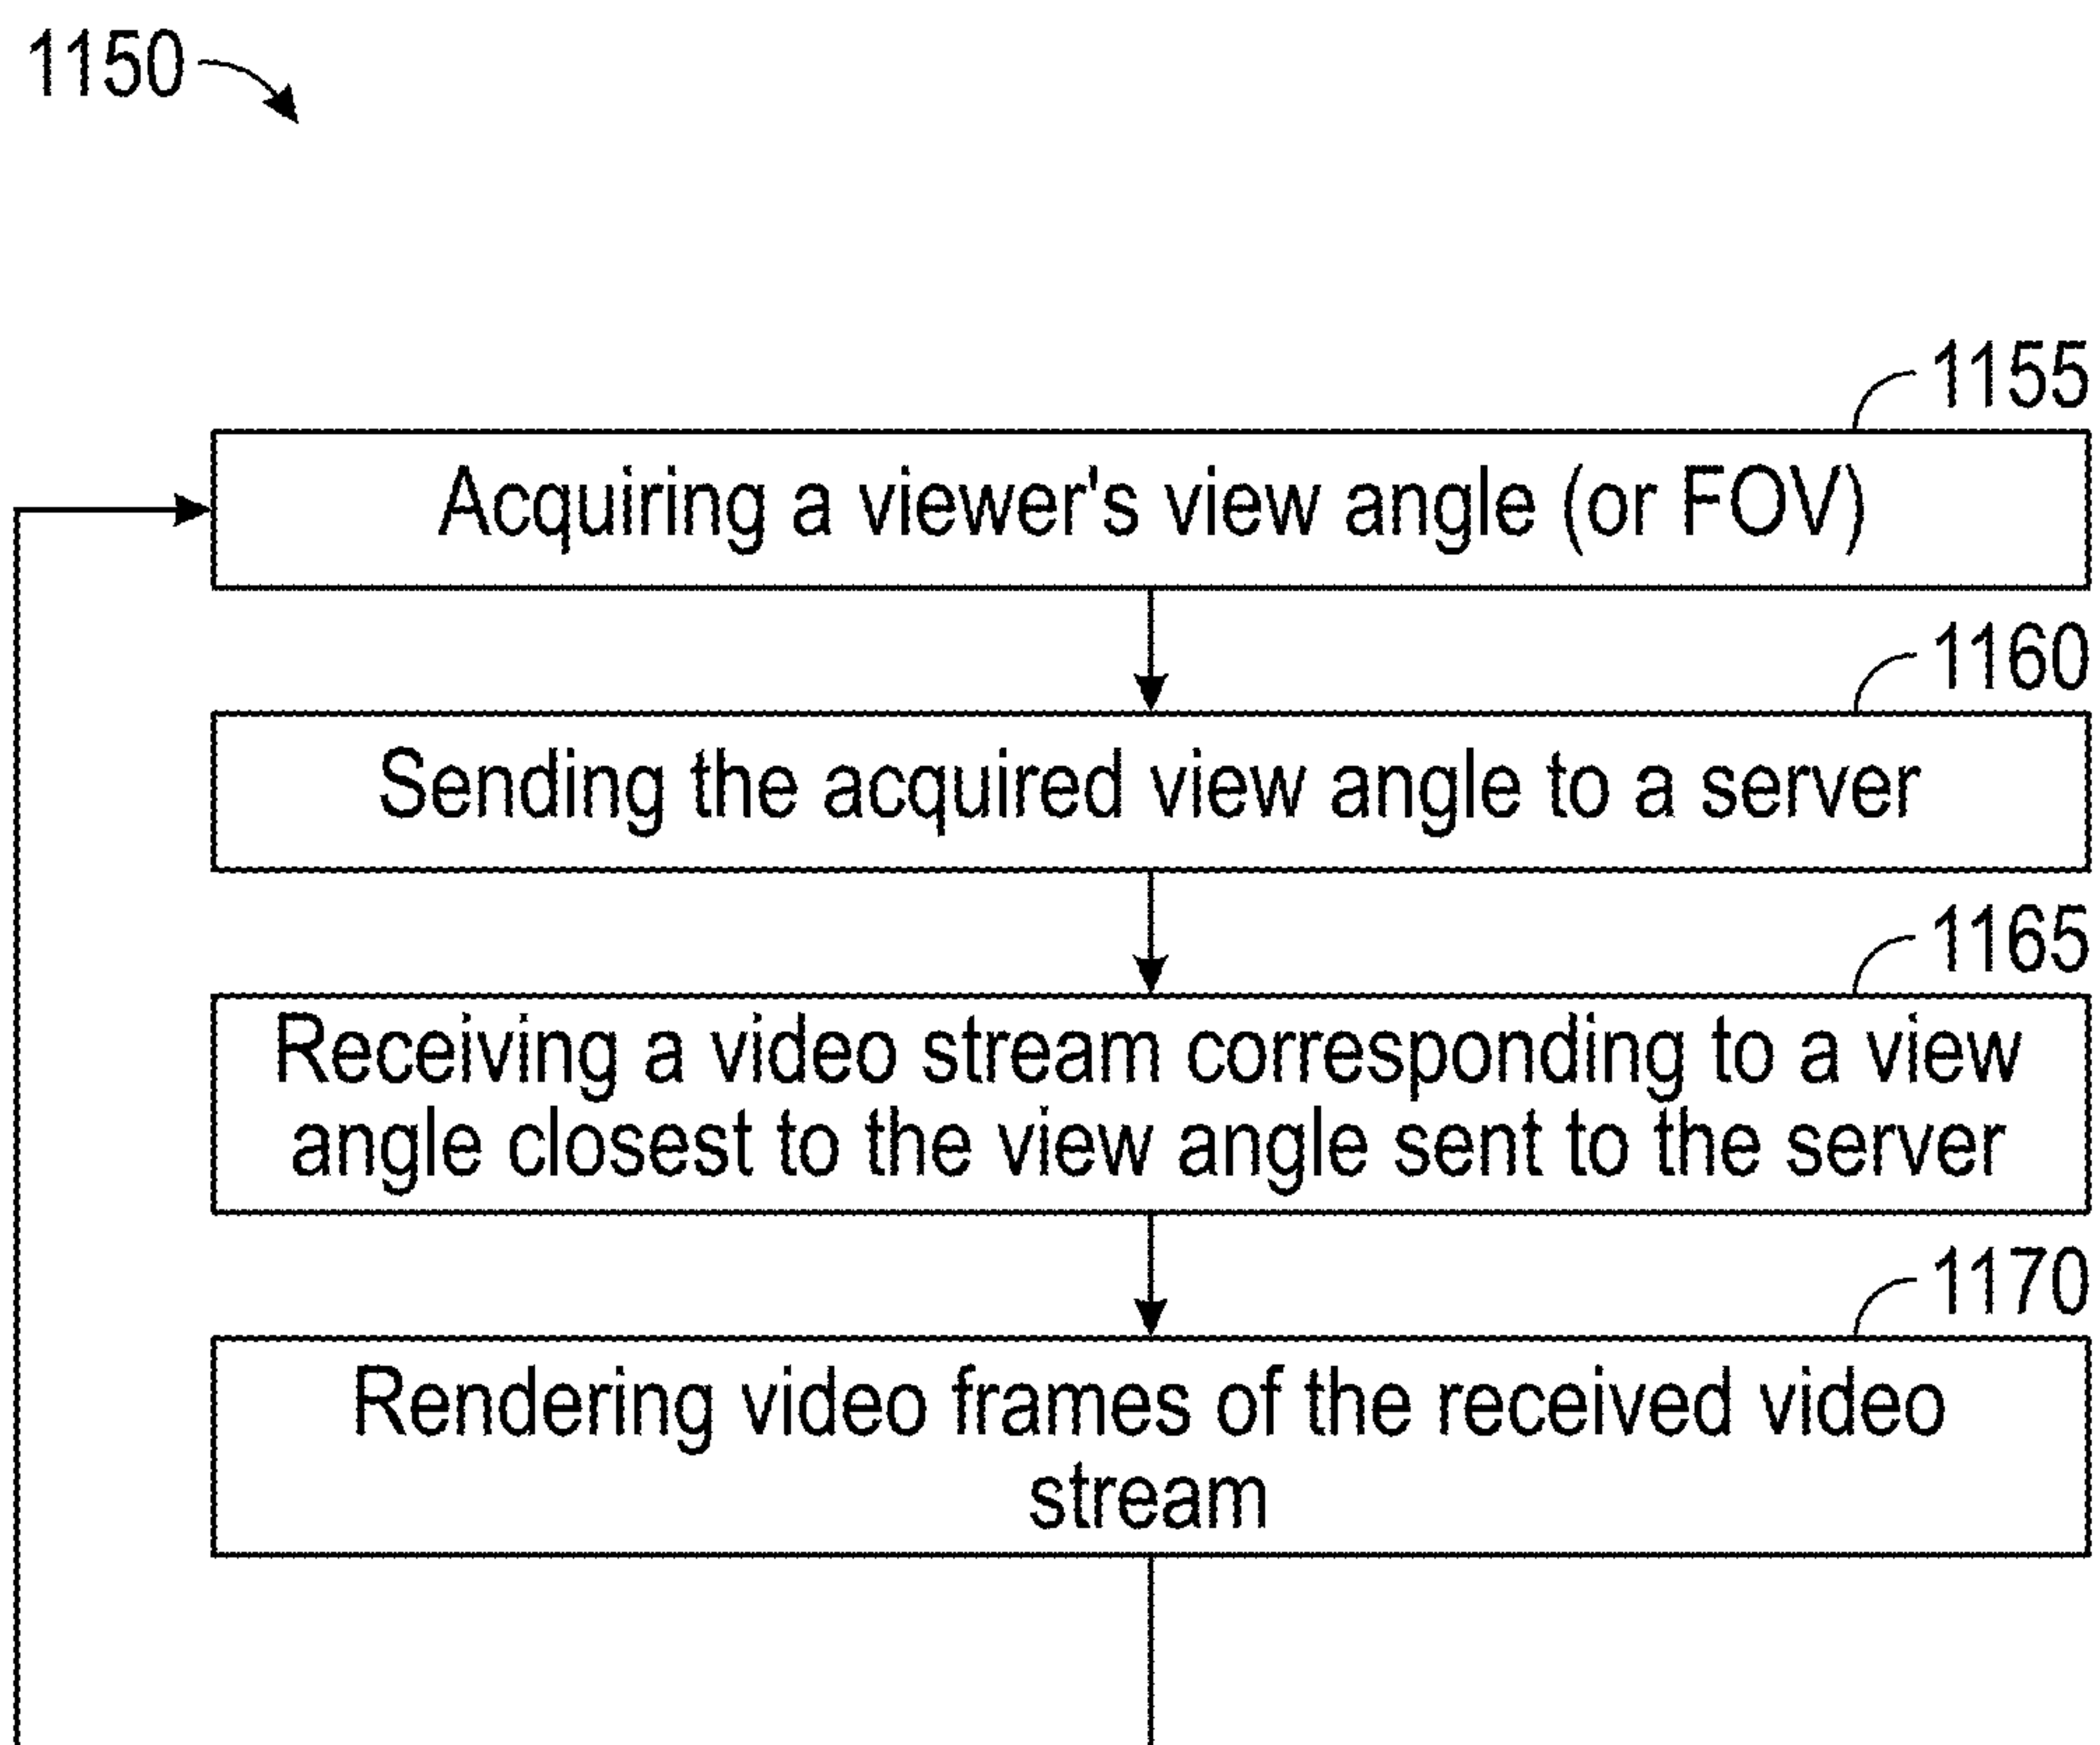 1150
1155
Acquiring a viewer's view angle (or FOV)
1160
Sending the acquired view angle to a server
1165
Receiving a video stream corresponding to a view
angle closest to the view angle sent to the server
1170
Rendering video frames of the received video
stream